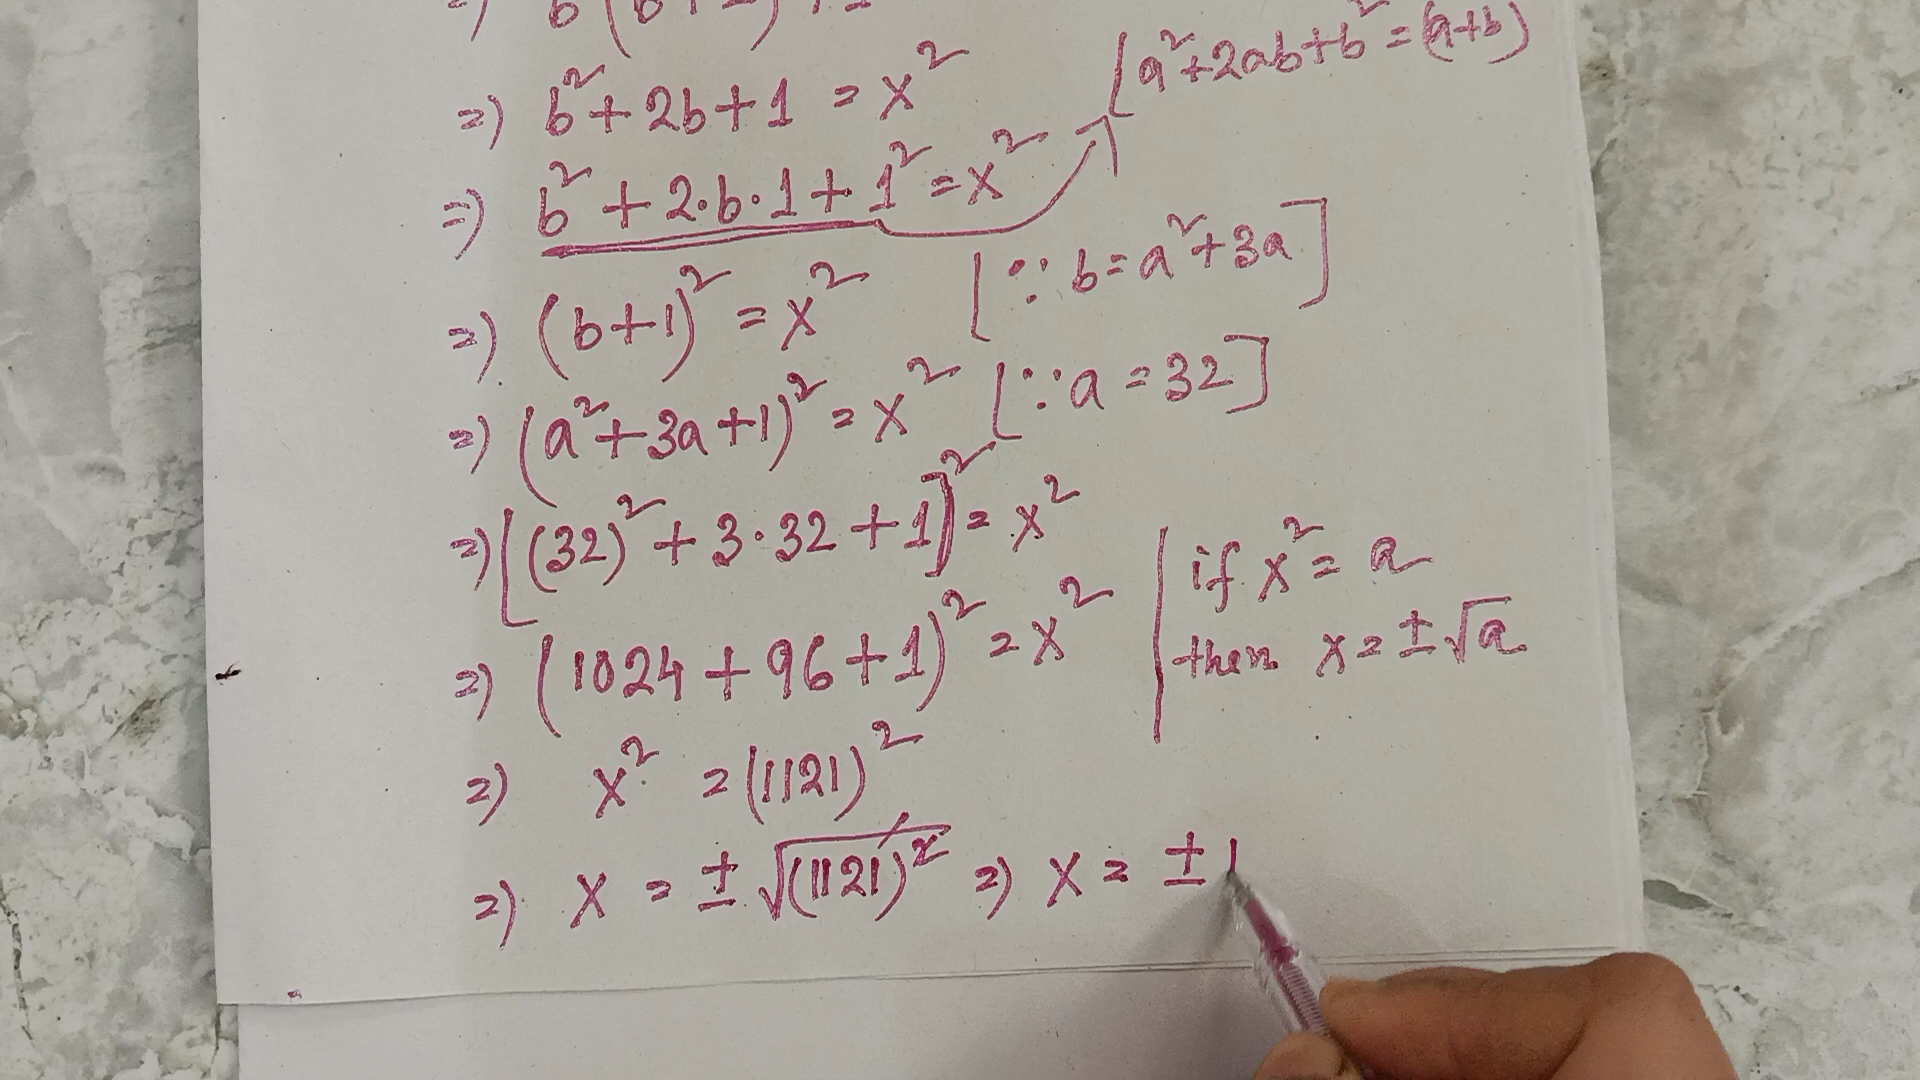 =) b²+2b+1 = x²
[a²+2ab+b² = (a+b)
=) b²+2·b·1+1² = x²
=) (b+1)² = x² [∵ b=a²+3a]
=) (a²+3a+1)² = x² [∵ a = 32]
=) [(32)²+3·32+1]² = x²
=) (1024+96+1)² = x²
if x² = a
then x = ±√a
=) x² = (1121)²
=) x = ±√(1121)² =) x = ±1